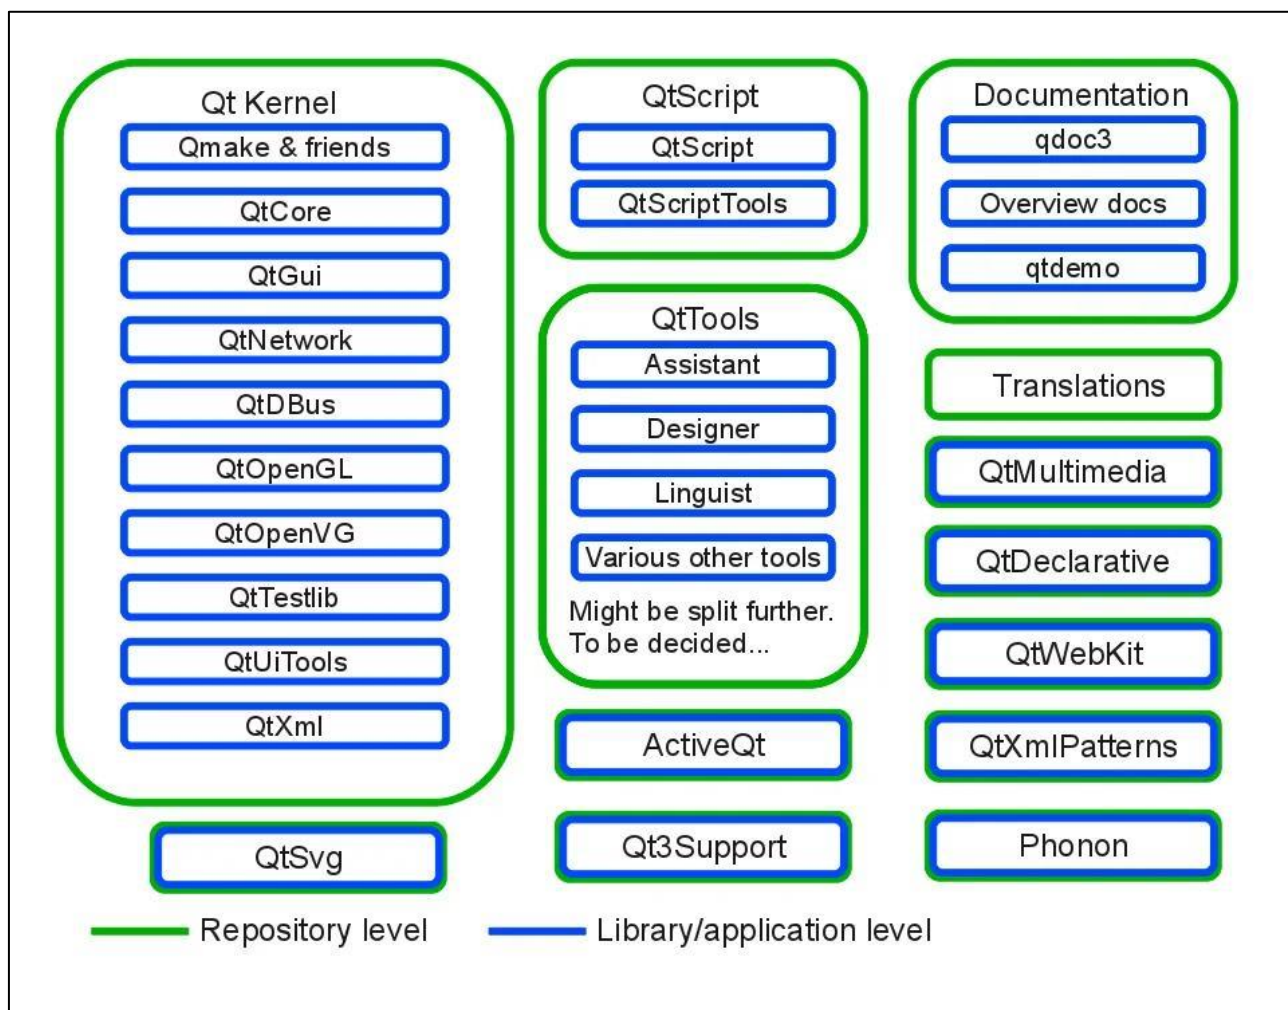 Qt Kernel
Qmake & friends
QtCore
QtGui
QtNetwork
QtDBus
QtOpenGL
QtOpenVG
QtTestlib
QtUiTools
QtXml
QtSvg
QtScript
QtScript
QtScriptTools
QtTools
Assistant
Designer
Linguist
Various other tools
Might be split further.
To be decided...
ActiveQt
Qt3Support
Documentation
qdoc3
Overview docs
qtdemo
Translations
QtMultimedia
QtDeclarative
QtWebKit
QtXmlPatterns
Phonon
Repository level
Library/application level